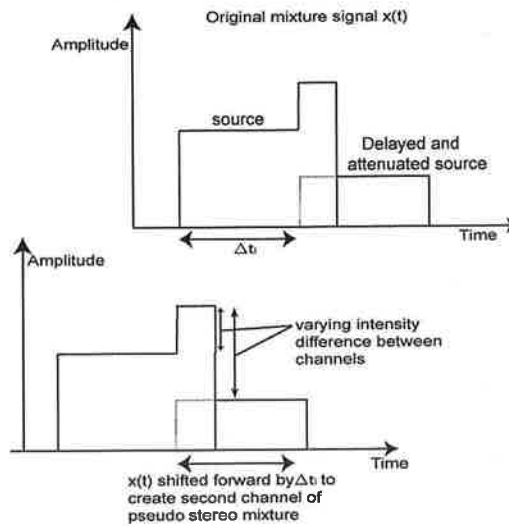 Original mixture signal x(t)
Amplitude
source
Delayed and
attenuated source
Δtᵢ
Time
Amplitude
varying intensity
difference between
channels
Time
x(t) shifted forward by Δtᵢ to
create second channel of
pseudo stereo mixture